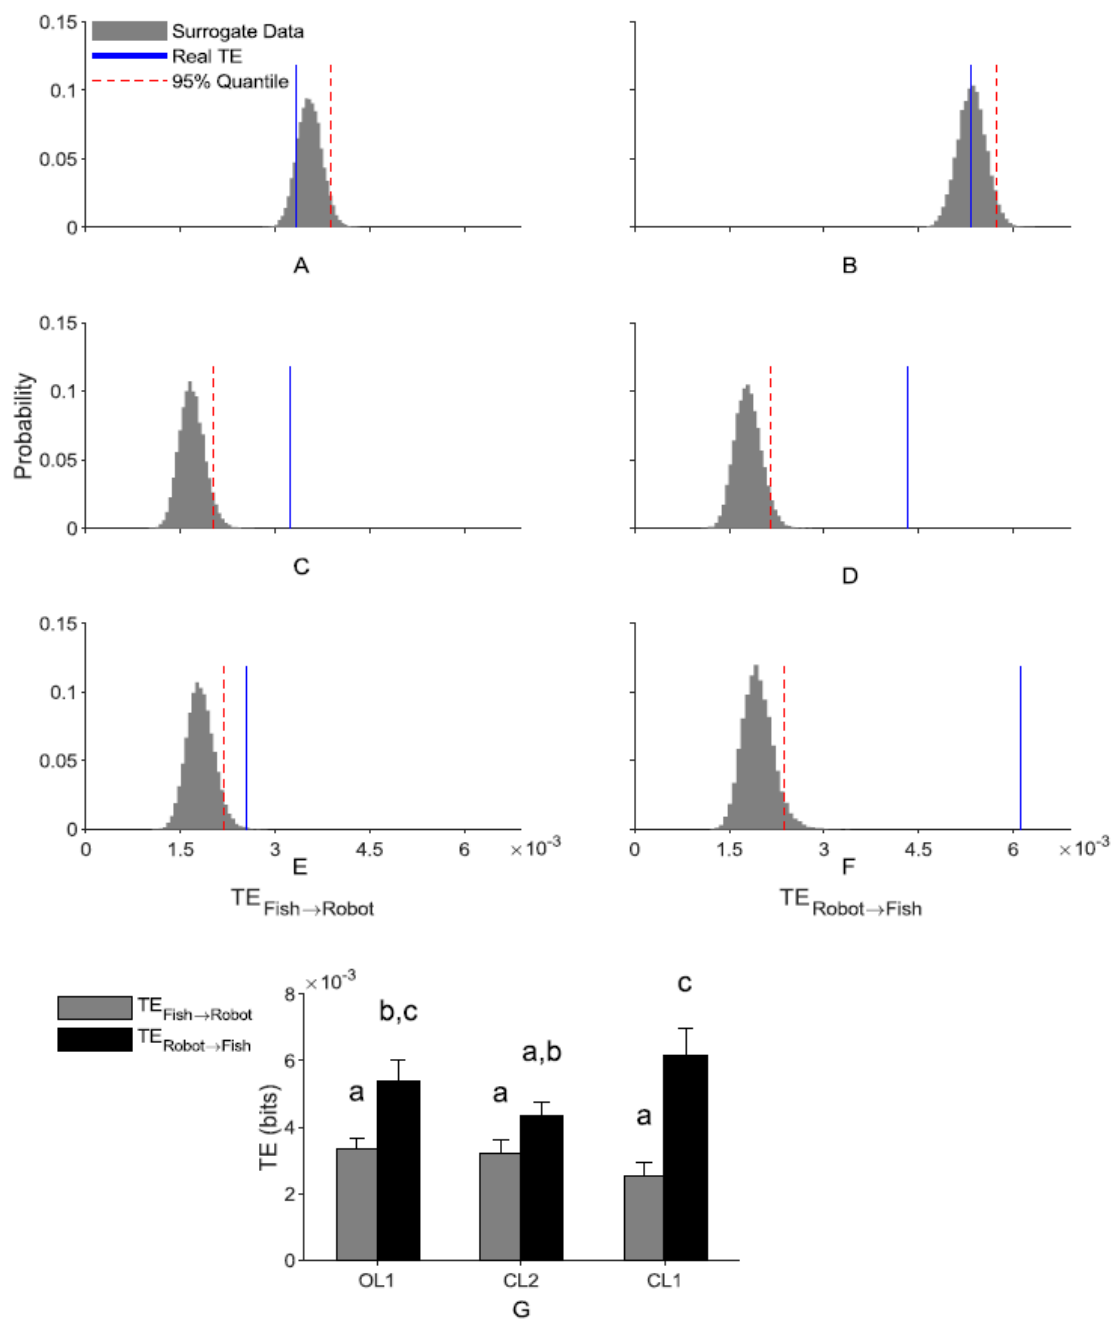 0.15
Surrogate Data
Real TE
95% Quantile
0.1
0.05
0
A
B
0.15
0.1
0.05
0
C
D
Probability
0.15
0.1
0.05
0
0 1.5 3 4.5 6 ×10-3
E
TE Fish→Robot
0 1.5 3 4.5 6 ×10-3
F
TE Robot→Fish
TE Fish→Robot
TE Robot→Fish
×10-3
8
6
4
2
0
TE (bits)
a b,c a a,b a c
OL1 CL2 CL1
G